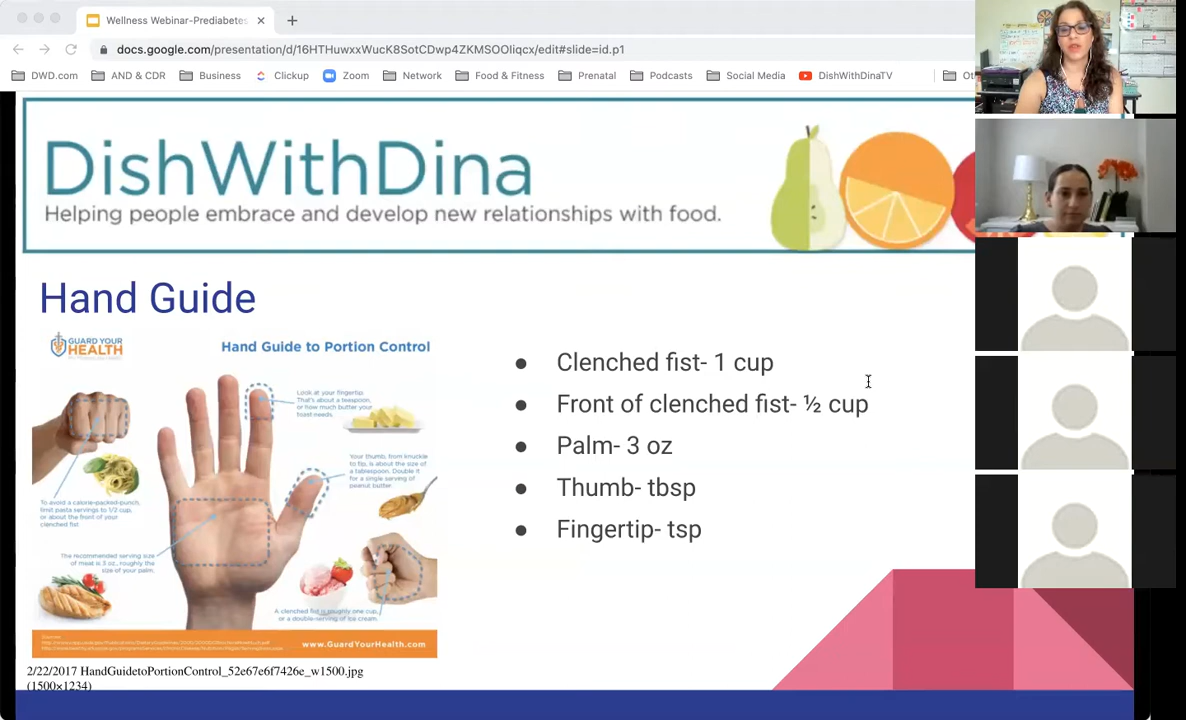 Wellness Webinar-Prediabetes
docs.google.com/presentation/d/16HTHuwxxWucK8SotCDwp4ZKMSOOliqcx/edit#slide=id.p1
DWD.com
AND & CDR
Business
Clickup
Zoom
Network
Food & Fitness
Prenatal
Podcasts
Social Media
DishWithDinaTV
DishWithDina
Helping people embrace and develop new relationships with food.
Hand Guide
GUARD YOUR
HEALTH
Hand Guide to Portion Control
Look at your fingertip.
That's about a teaspoon,
or how much butter your
toast needs.
Your thumb, from knuckle
to tip, is about the size of
a tablespoon. Double it
for a single serving of
peanut butter.
To avoid a calorie-packed-punch,
limit pasta servings to 1/2 cup,
or about the front of your
clenched fist.
The recommended serving size
of meat is 3 oz., roughly the
size of your palm.
A clenched fist is roughly one cup,
or a double-serving of ice cream.
Sources:
www.GuardYourHealth.com
2/22/2017 HandGuidetoPortionControl_52e67e6f7426e_w1500.jpg
(1500×1234)
● Clenched fist- 1 cup
● Front of clenched fist- ½ cup
● Palm- 3 oz
● Thumb- tbsp
● Fingertip- tsp